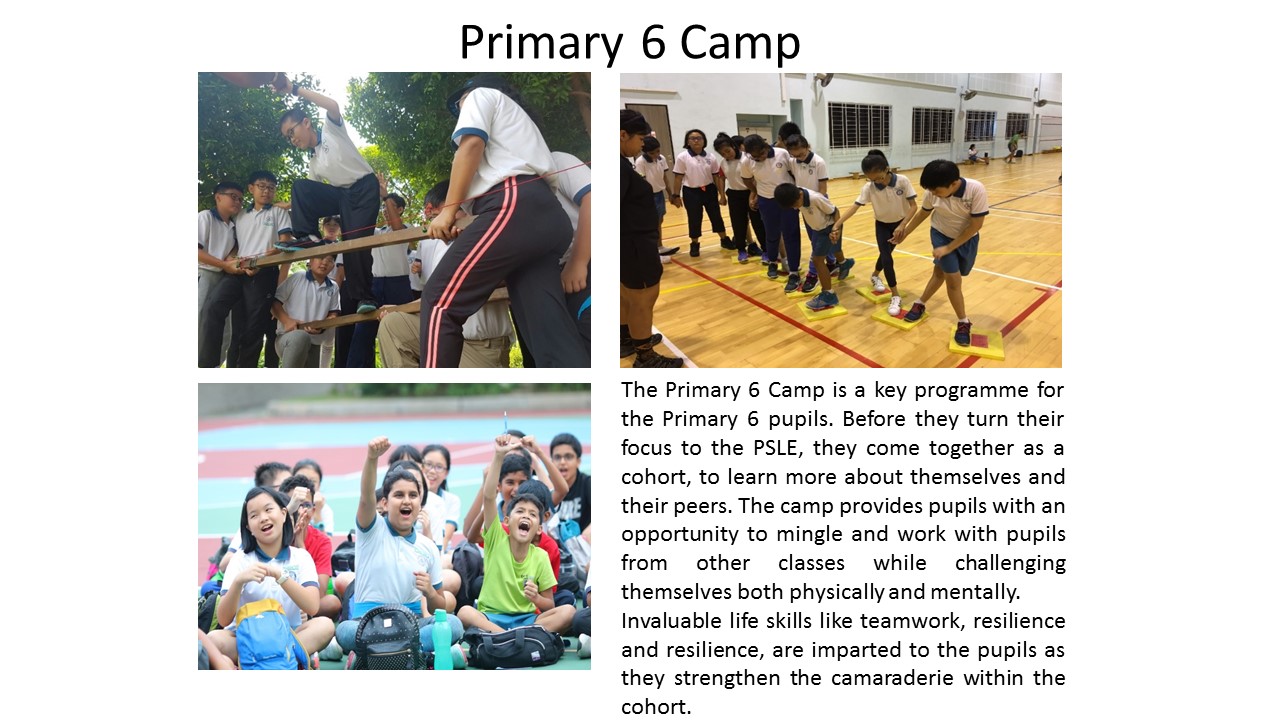 Primary 6 Camp
The Primary 6 Camp is a key programme for
the Primary 6 pupils. Before they turn their
focus to the PSLE, they come together as a
cohort, to learn more about themselves and
their peers. The camp provides pupils with an
opportunity to mingle and work with pupils
from other classes while challenging
themselves both physically and mentally.
Invaluable life skills like teamwork, resilience
and resilience, are imparted to the pupils as
they strengthen the camaraderie within the
cohort.